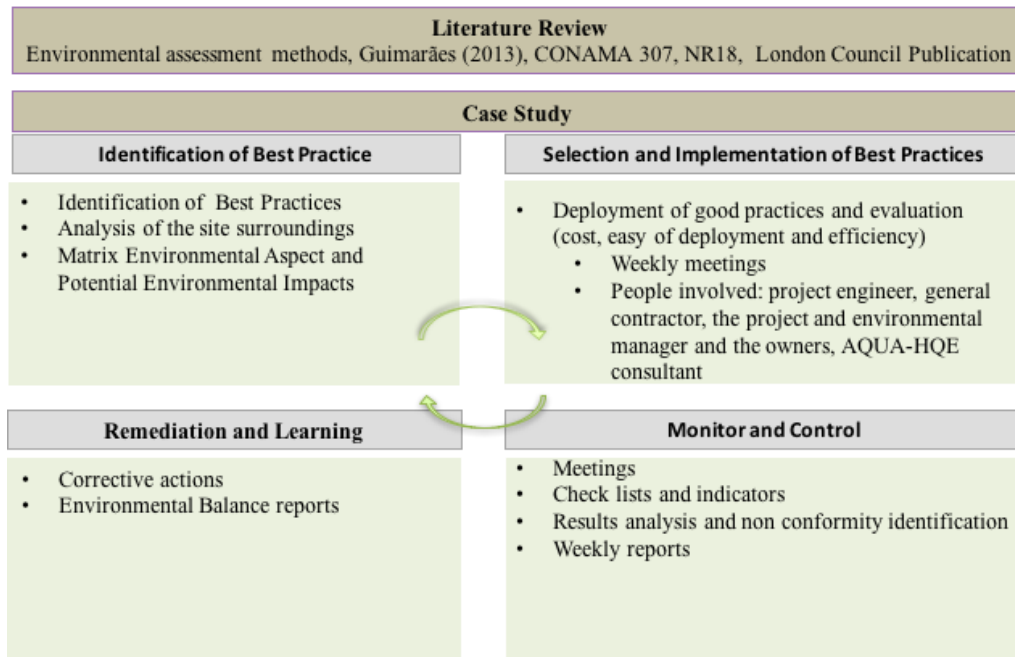 Literature Review
Environmental assessment methods, Guimarães (2013), CONAMA 307, NR18, London Council Publication
Case Study
Identification of Best Practice
• Identification of Best Practices
• Analysis of the site surroundings
• Matrix Environmental Aspect and
Potential Environmental Impacts
Selection and Implementation of Best Practices
• Deployment of good practices and evaluation
(cost, easy of deployment and efficiency)
• Weekly meetings
• People involved: project engineer, general
contractor, the project and environmental
manager and the owners, AQUA-HQE
consultant
Remediation and Learning
• Corrective actions
• Environmental Balance reports
Monitor and Control
• Meetings
• Check lists and indicators
• Results analysis and non conformity identification
• Weekly reports